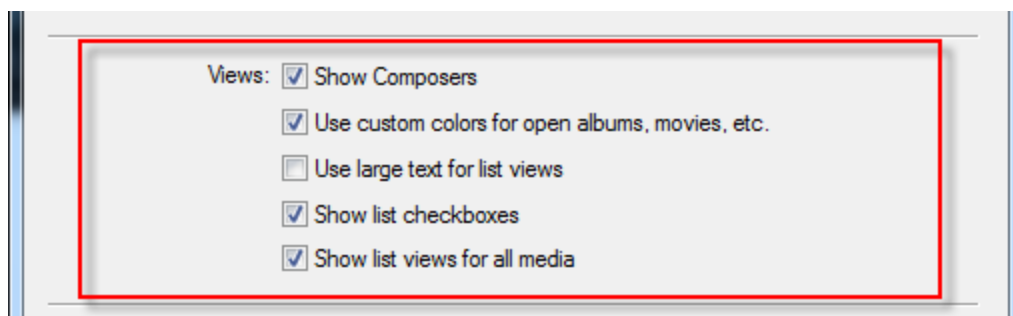 Views: Show Composers
Use custom colors for open albums, movies, etc.
Use large text for list views
Show list checkboxes
Show list views for all media